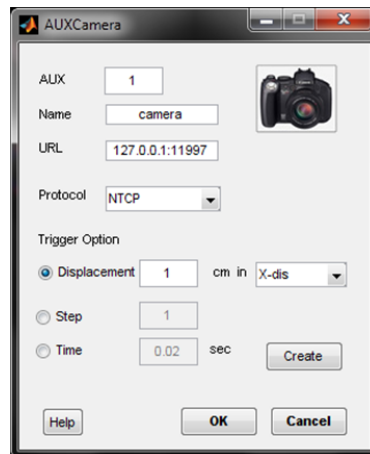 AUXCamera
AUX 1
Name camera
URL 127.0.0.1:11997
Protocol NTCP
Trigger Option
Displacement 1 cm in X-dis
Step 1
Time 0.02 sec Create
Help OK Cancel